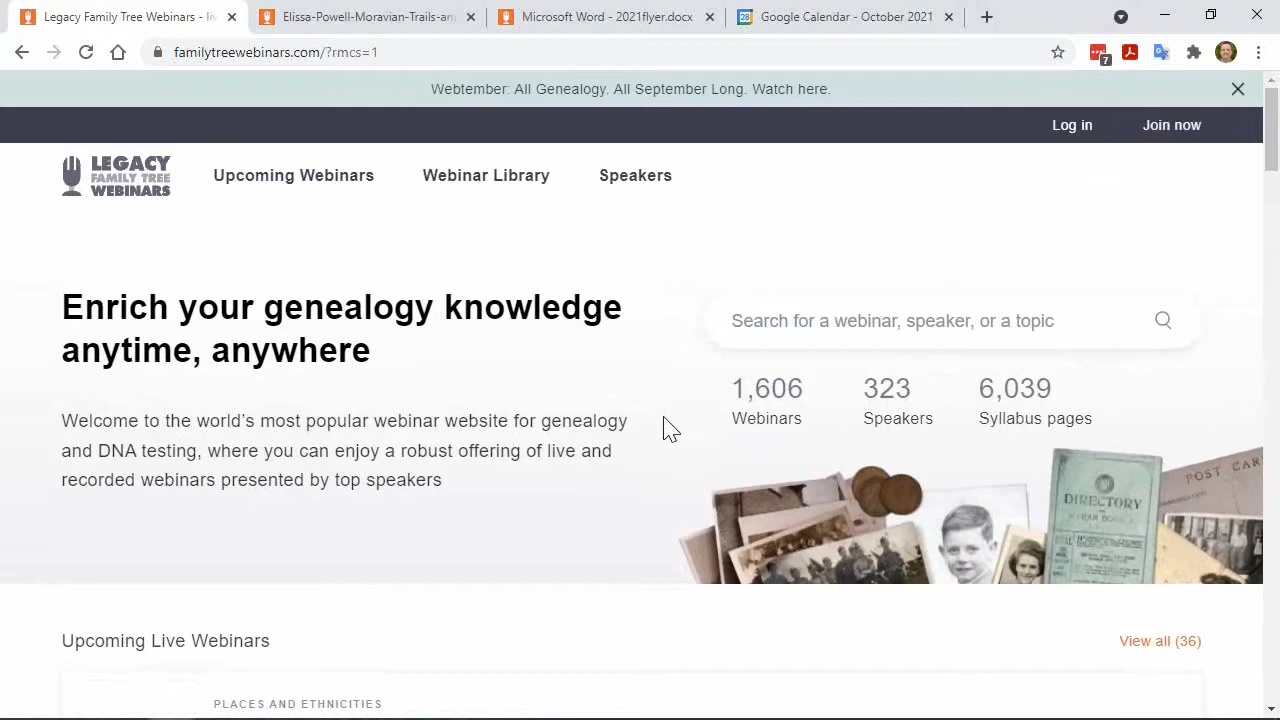 Legacy Family Tree Webinars - li
Elissa-Powell-Moravian-Trails-an
Microsoft Word - 2021flyer.docx
28
Google Calendar - October 2021
familytreewebinars.com/?rmcs=1
7
Webtember: All Genealogy. All September Long. Watch here.
Log in
Join now
LEGACY
FAMILY TREE
WEBINARS
Upcoming Webinars
Webinar Library
Speakers
Enrich your genealogy knowledge
anytime, anywhere
Search for a webinar, speaker, or a topic
1,606
323
6,039
Webinars
Speakers
Syllabus pages
Welcome to the world's most popular webinar website for genealogy
and DNA testing, where you can enjoy a robust offering of live and
recorded webinars presented by top speakers
POST CAR
DIRECTORY
Upcoming Live Webinars
View all (36)
PLACES AND ETHNICITIES